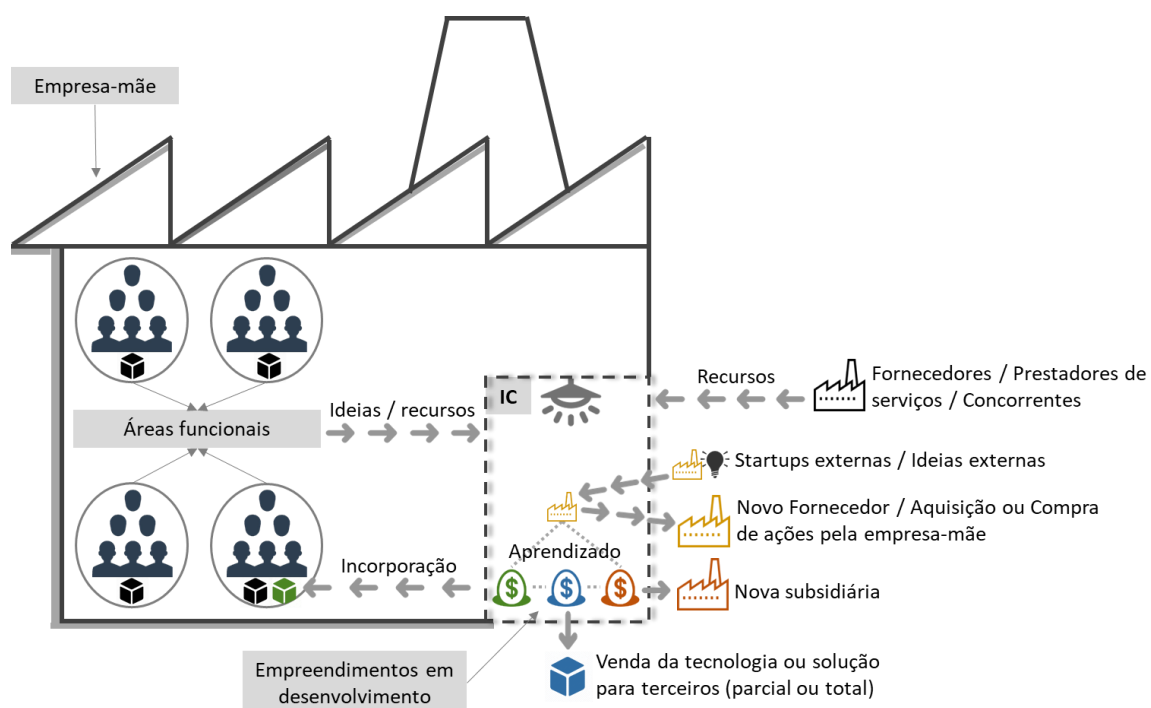 Empresa-mãe
Áreas funcionais
Ideias / recursos
IC
Recursos
Fornecedores / Prestadores de
serviços / Concorrentes
Startups externas / Ideias externas
Novo Fornecedor / Aquisição ou Compra
de ações pela empresa-mãe
Aprendizado
Incorporação
$
$
$
Nova subsidiária
Empreendimentos em
desenvolvimento
Venda da tecnologia ou solução
para terceiros (parcial ou total)